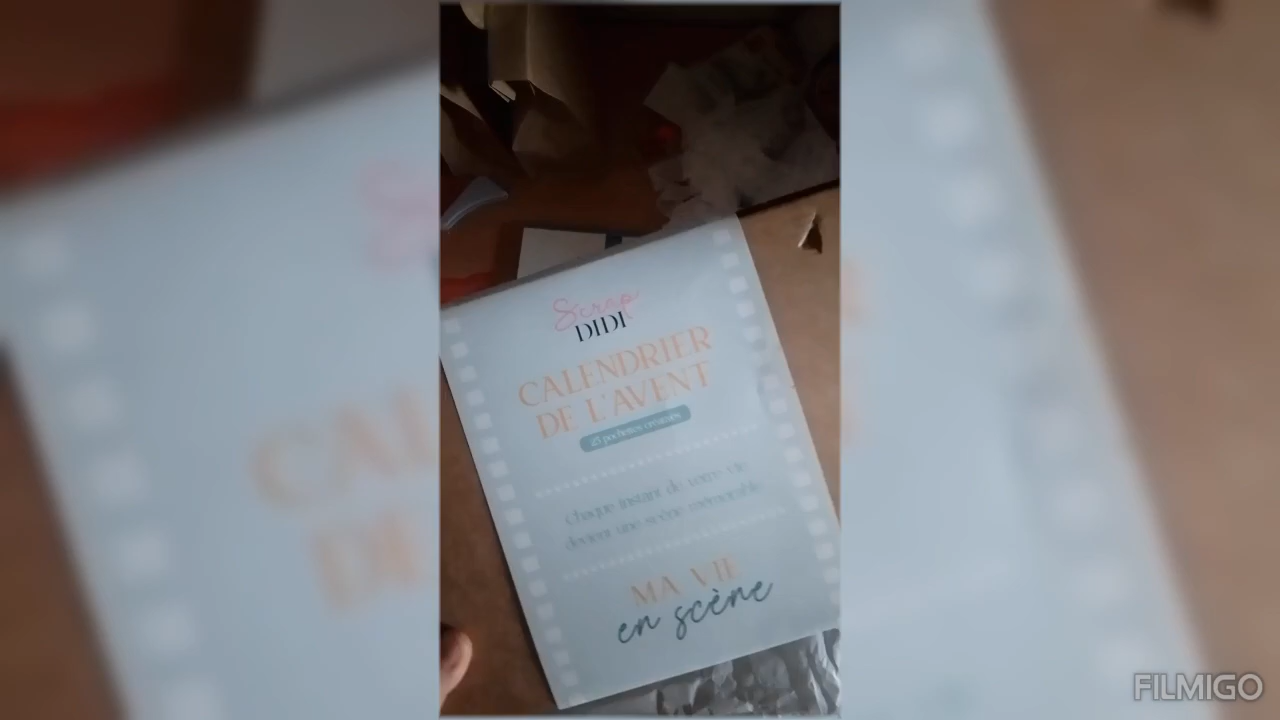 Scrap
DIDI
CALENDRIER
DE L'AVENT
25 pochettes créatives
chaque instant de votre vie
devient une scène mémorable
MA VIE
en scène
FILMIGO